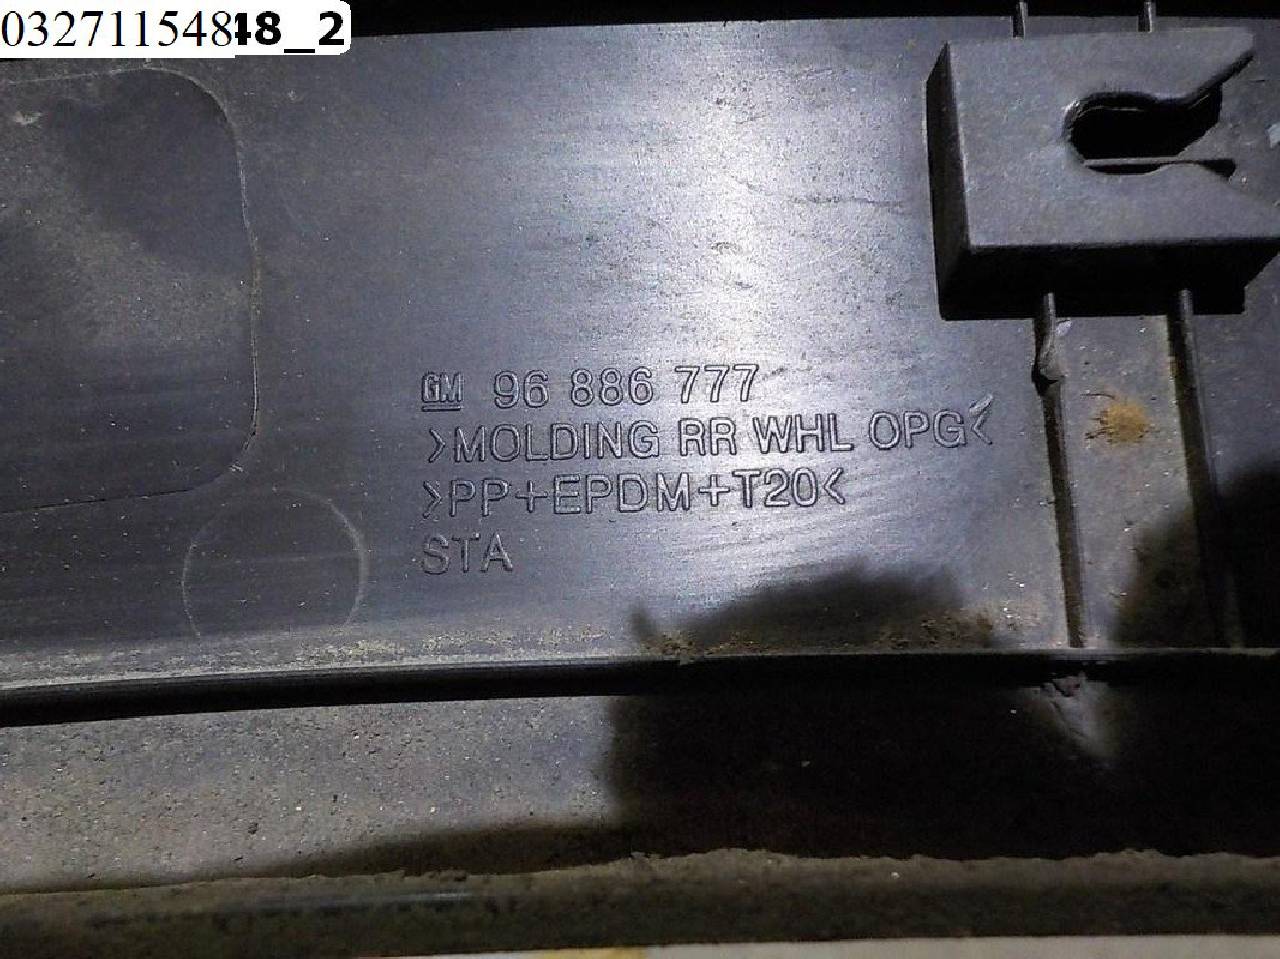 03271154848_2
GM 96 886 777
>MOLDING RR WHL OPG<
>PP+EPDM+T20<
STA